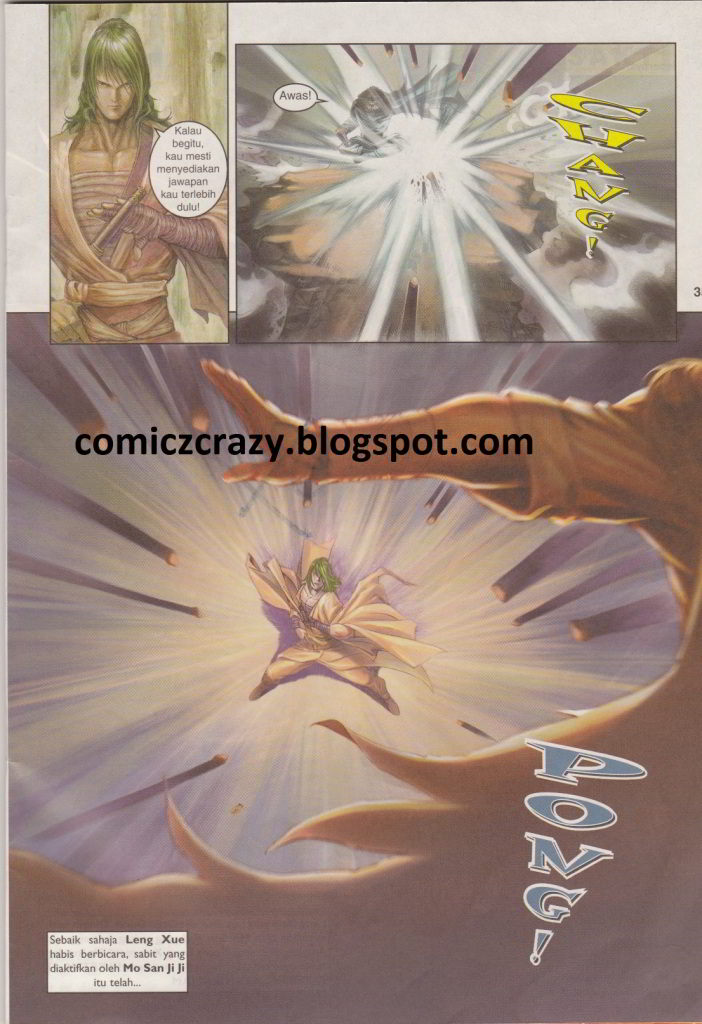 Kalau
begitu,
kau mesti
menyediakan
jawapan
kau terlebih
dulu!
Awas!
CHANG!
3
comiczcrazy.blogspot.com
PONG!
Sebaik sahaja Leng Xue
habis berbicara, sabit yang
diaktifkan oleh Mo San Ji Ji
itu telah...